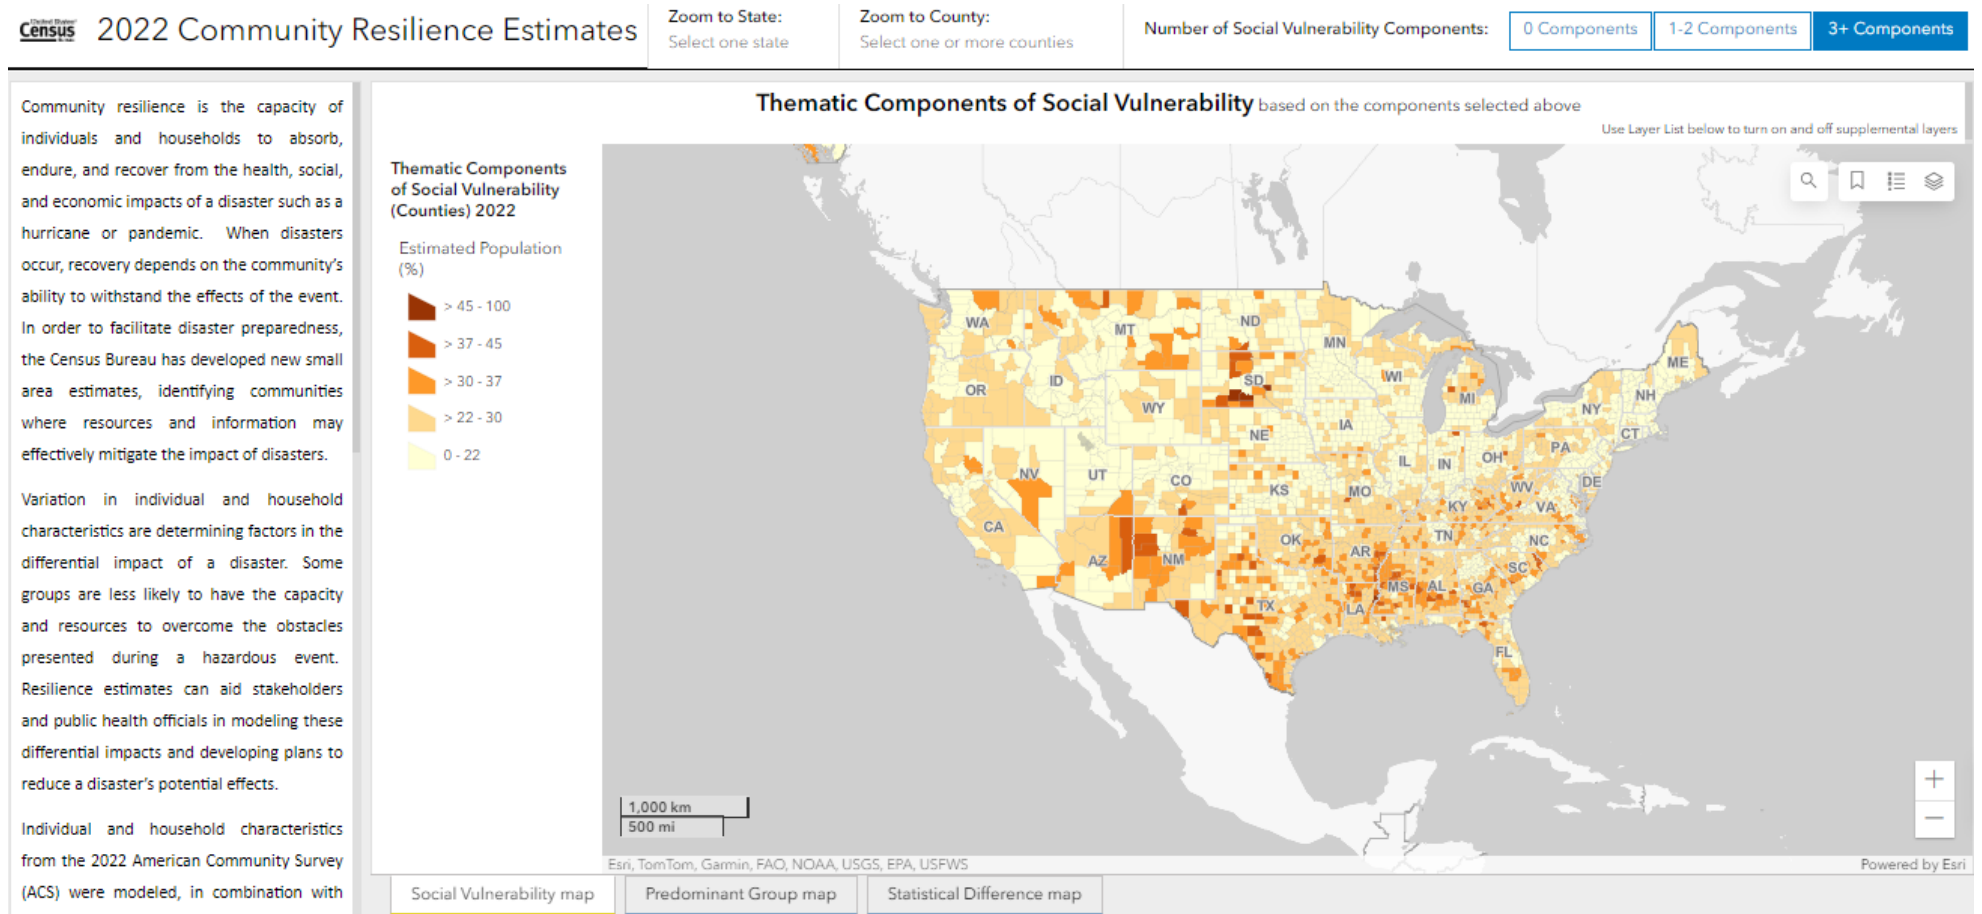 United States®
Census
2022 Community Resilience Estimates
Zoom to State:
Select one state
Zoom to County:
Select one or more counties
Number of Social Vulnerability Components:
0 Components
1-2 Components
3+ Components
Community resilience is the capacity of
individuals and households to absorb,
endure, and recover from the health, social,
and economic impacts of a disaster such as a
hurricane or pandemic. When disasters
occur, recovery depends on the community's
ability to withstand the effects of the event.
In order to facilitate disaster preparedness,
the Census Bureau has developed new small
area estimates, identifying communities
where resources and information may
effectively mitigate the impact of disasters.
Variation in individual and household
characteristics are determining factors in the
differential impact of a disaster. Some
groups are less likely to have the capacity
and resources to overcome the obstacles
presented during a hazardous event.
Resilience estimates can aid stakeholders
and public health officials in modeling these
differential impacts and developing plans to
reduce a disaster's potential effects.
Individual and household characteristics
from the 2022 American Community Survey
(ACS) were modeled, in combination with
Thematic Components of Social Vulnerability based on the components selected above
Use Layer List below to turn on and off supplemental layers
Thematic Components
of Social Vulnerability
(Counties) 2022
Estimated Population
(%)
> 45 - 100
> 37 - 45
> 30 - 37
> 22 - 30
0 - 22
WA
MT
ND
MN
ME
OR
ID
WY
SD
WI
MI
NY
NH
CT
NE
IA
PA
NV
UT
CO
KS
MO
IL
IN
OH
WV
DE
KY
VA
CA
AZ
NM
OK
AR
TN
NC
SC
TX
LA
MS
AL
GA
FL
1,000 km
500 mi
Esri, TomTom, Garmin, FAO, NOAA, USGS, EPA, USFWS
Powered by Esri
Social Vulnerability map
Predominant Group map
Statistical Difference map